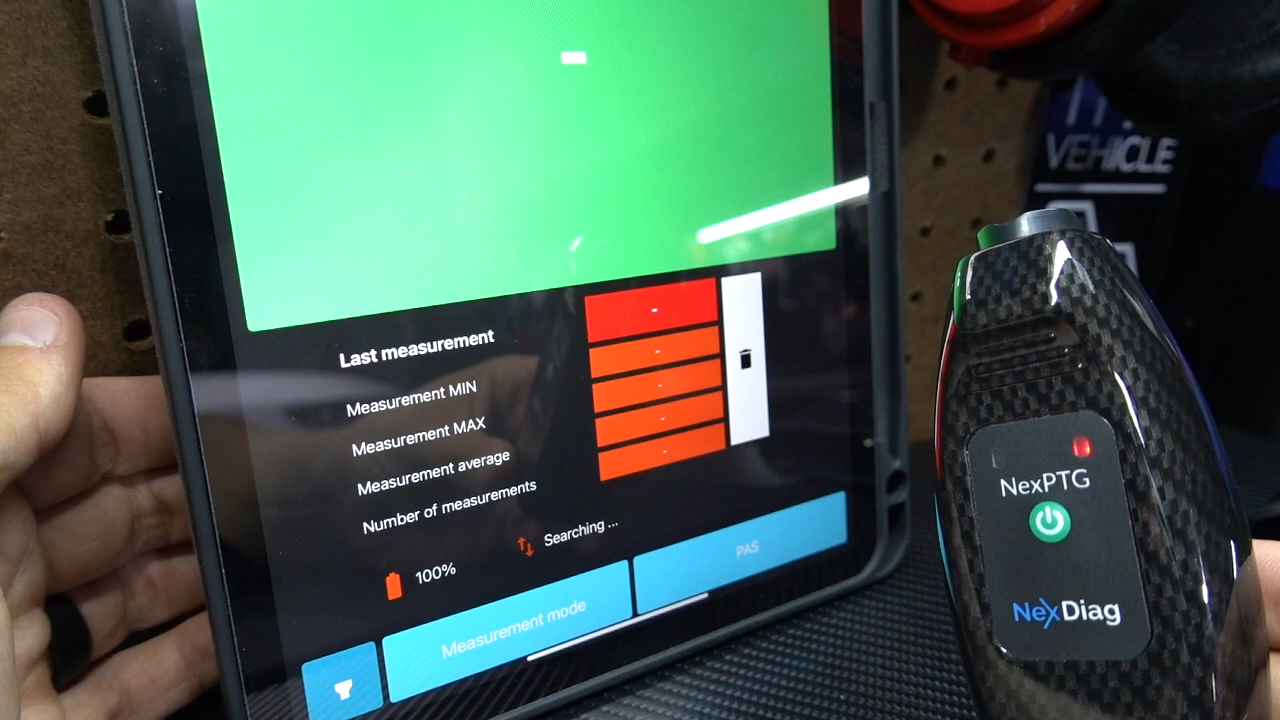 VEHICLE
Last measurement
-
Measurement MIN
-
Measurement MAX
-
Measurement average
-
Number of measurements
-
100%
Searching ...
Measurement mode
PAS
NexPTG
NexDiag